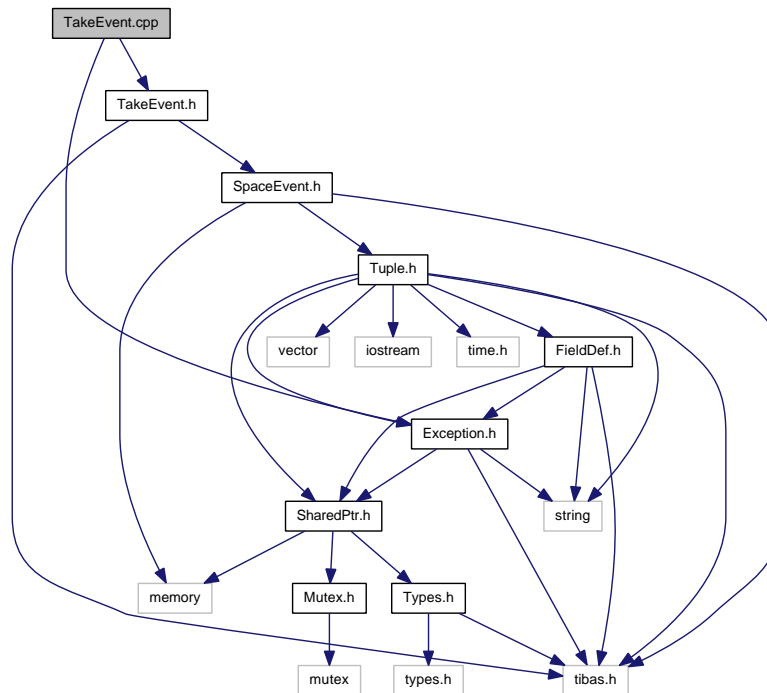 TakeEvent.cpp
TakeEvent.h
SpaceEvent.h
Tuple.h
vector
iostream
time.h
FieldDef.h
Exception.h
SharedPtr.h
string
memory
Mutex.h
Types.h
mutex
types.h
tibas.h